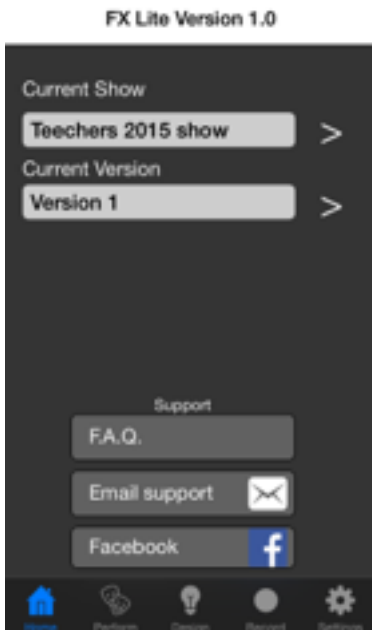 FX Lite Version 1.0
Current Show
Teechers 2015 show
>
Current Version
Version 1
>
Support
F.A.Q.
Email support
Facebook
f
Home Perform Design Record Settings